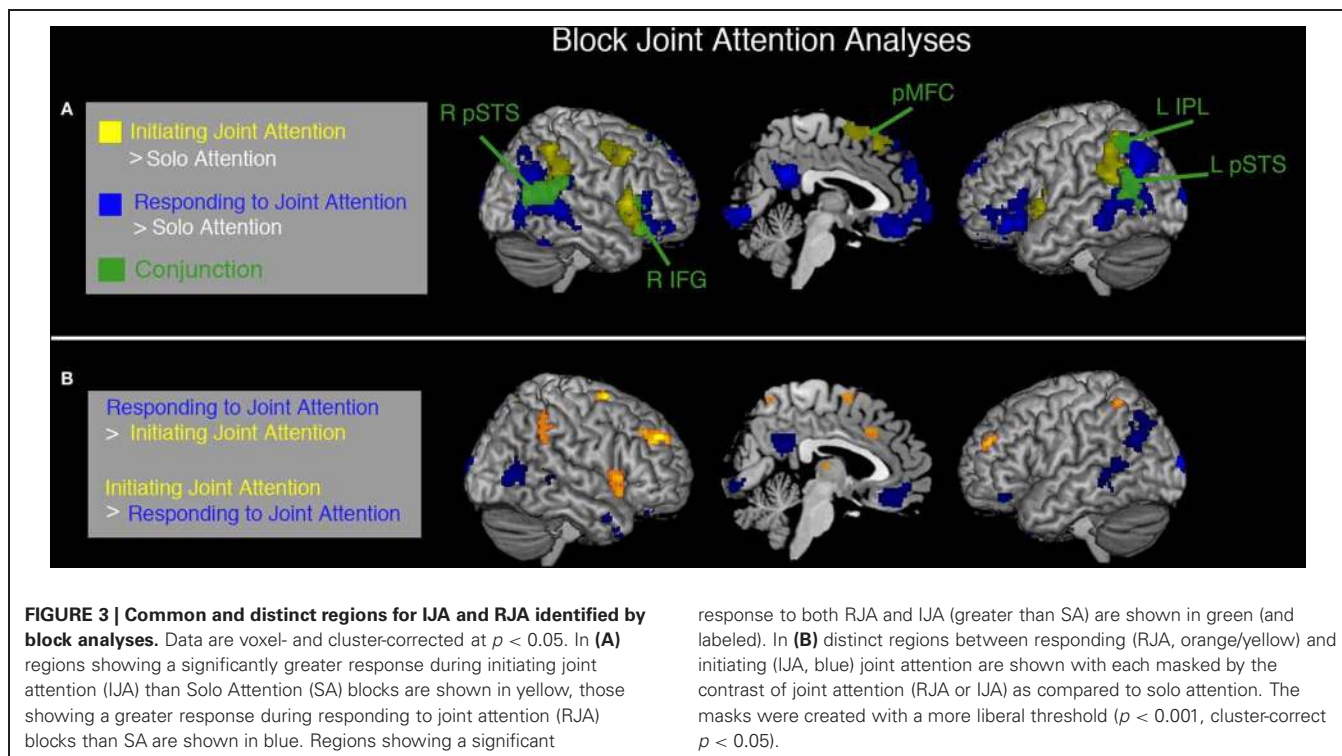 Block Joint Attention Analyses
A
Initiating Joint Attention
> Solo Attention
Responding to Joint Attention
> Solo Attention
Conjunction
R pSTS
R IFG
pMFC
L IPL
L pSTS
B
Responding to Joint Attention
> Initiating Joint Attention
Initiating Joint Attention
> Responding to Joint Attention
FIGURE 3 | Common and distinct regions for IJA and RJA identified by
block analyses. Data are voxel- and cluster-corrected at p < 0.05. In (A)
regions showing a significantly greater response during initiating joint
attention (IJA) than Solo Attention (SA) blocks are shown in yellow, those
showing a greater response during responding to joint attention (RJA)
blocks than SA are shown in blue. Regions showing a significant
response to both RJA and IJA (greater than SA) are shown in green (and
labeled). In (B) distinct regions between responding (RJA, orange/yellow) and
initiating (IJA, blue) joint attention are shown with each masked by the
contrast of joint attention (RJA or IJA) as compared to solo attention. The
masks were created with a more liberal threshold (p < 0.001, cluster-correct
p < 0.05).